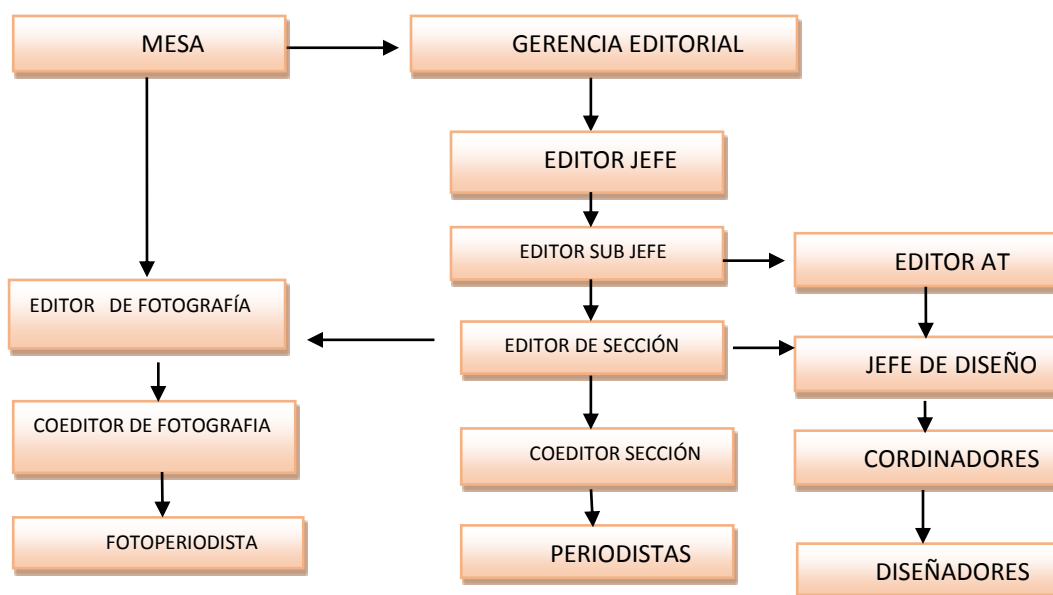 MESA
GERENCIA EDITORIAL
EDITOR JEFE
EDITOR SUB JEFE
EDITOR AT
EDITOR DE FOTOGRAFÍA
EDITOR DE SECCIÓN
JEFE DE DISEÑO
COEDITOR DE FOTOGRAFIA
COEDITOR SECCIÓN
CORDINADORES
FOTOPERIODISTA
PERIODISTAS
DISEÑADORES